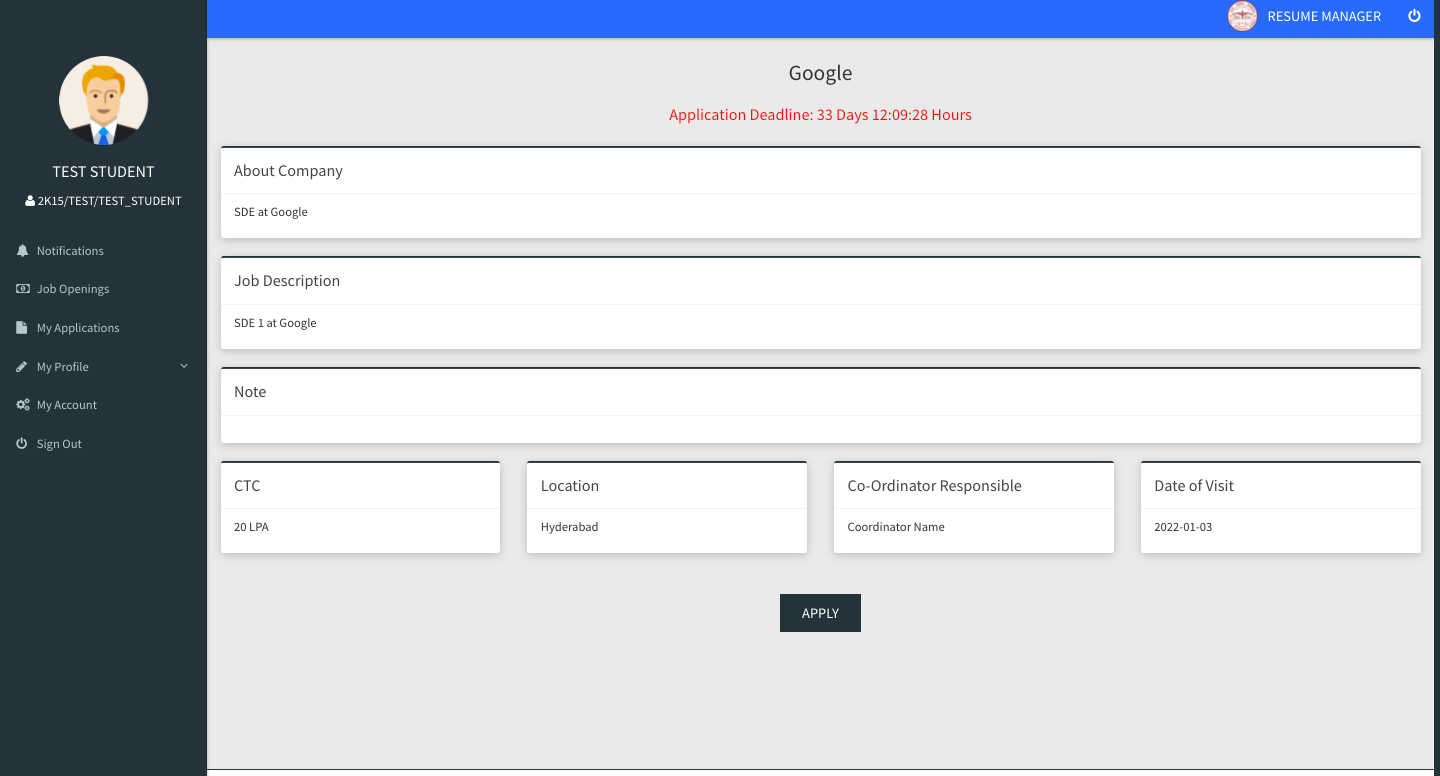 RESUME MANAGER
TEST STUDENT
2K15/TEST/TEST_STUDENT
Notifications
Job Openings
My Applications
My Profile
My Account
Sign Out
Google
Application Deadline: 33 Days 12:09:28 Hours
About Company
SDE at Google
Job Description
SDE 1 at Google
Note
CTC
20 LPA
Location
Hyderabad
Co-Ordinator Responsible
Coordinator Name
Date of Visit
2022-01-03
APPLY